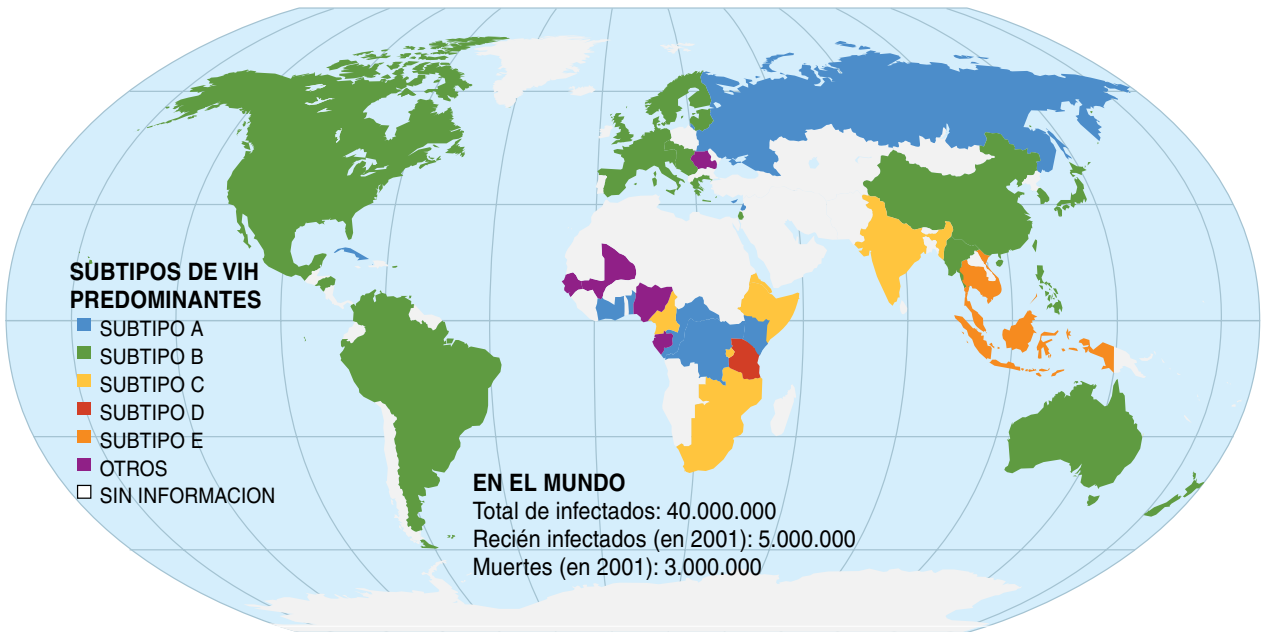 SUBTIPOS DE VIH
PREDOMINANTES
SUBTIPO A
SUBTIPO B
SUBTIPO C
SUBTIPO D
SUBTIPO E
OTROS
SIN INFORMACION
EN EL MUNDO
Total de infectados: 40.000.000
Recién infectados (en 2001): 5.000.000
Muertes (en 2001): 3.000.000